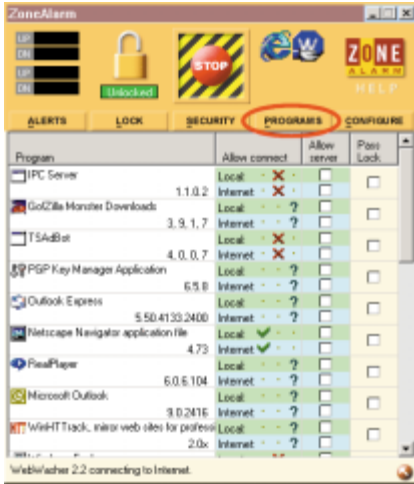 ZoneAlarm
UP
DN
UP
DN
Unlocked
STOP
ZONE
ALARM
HELP
ALERTS LOCK SECURITY PROGRAMS CONFIGURE
Program Allow connect Allow server Pass Lock
IPC Server Local:
1.1.0.2 Internet:
Go!Zilla Monster Downloads Local:
3, 9, 1, 7 Internet:
TSAdBot Local:
4, 0, 0, 7 Internet:
PGP Key Manager Application Local:
6.5.8 Internet:
Outlook Express Local:
5.50.4133.2400 Internet:
Netscape Navigator application file Local:
4.73 Internet:
RealPlayer Local:
6.0.6.104 Internet:
Microsoft Outlook Local:
9.0.2416 Internet:
WinHTTrack, mirror web sites for professi Local:
2.0x Internet:
WebWasher 2.2 connecting to Internet.